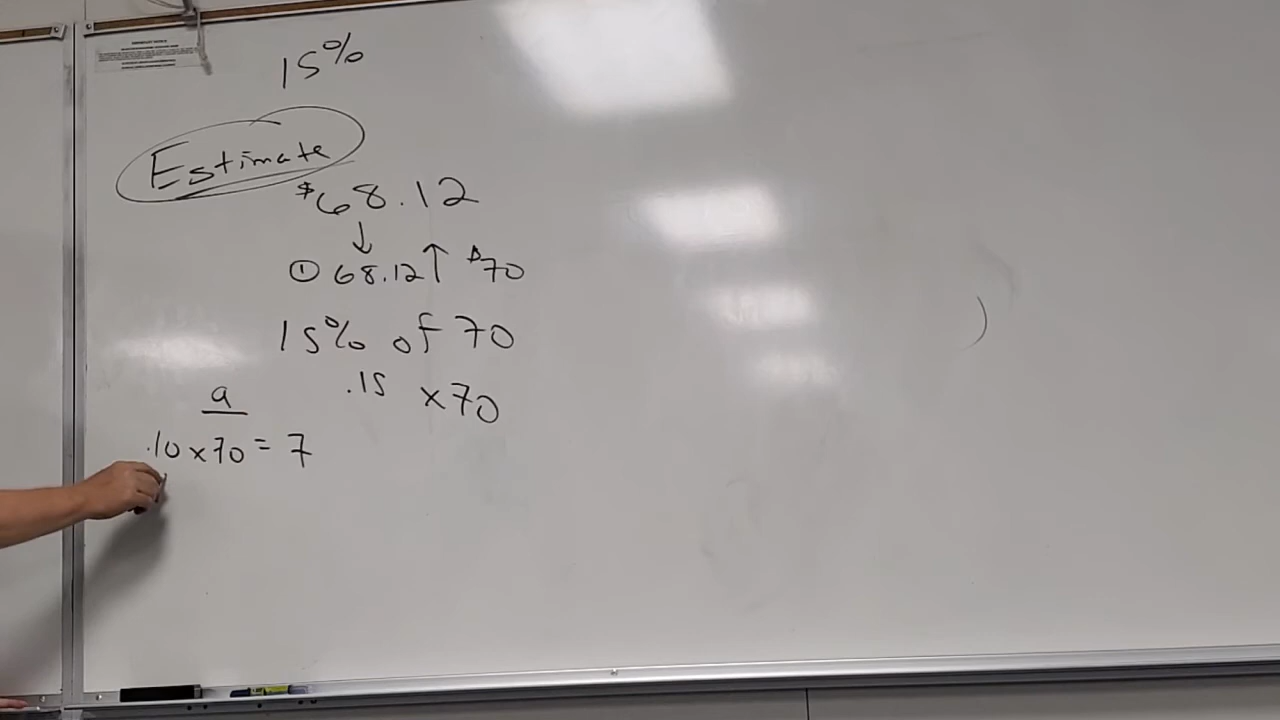 15%
Estimate
$68.12
↓
① 68.12↑ $70
15% of 70
.15 x70
a
.10 x 70 = 7